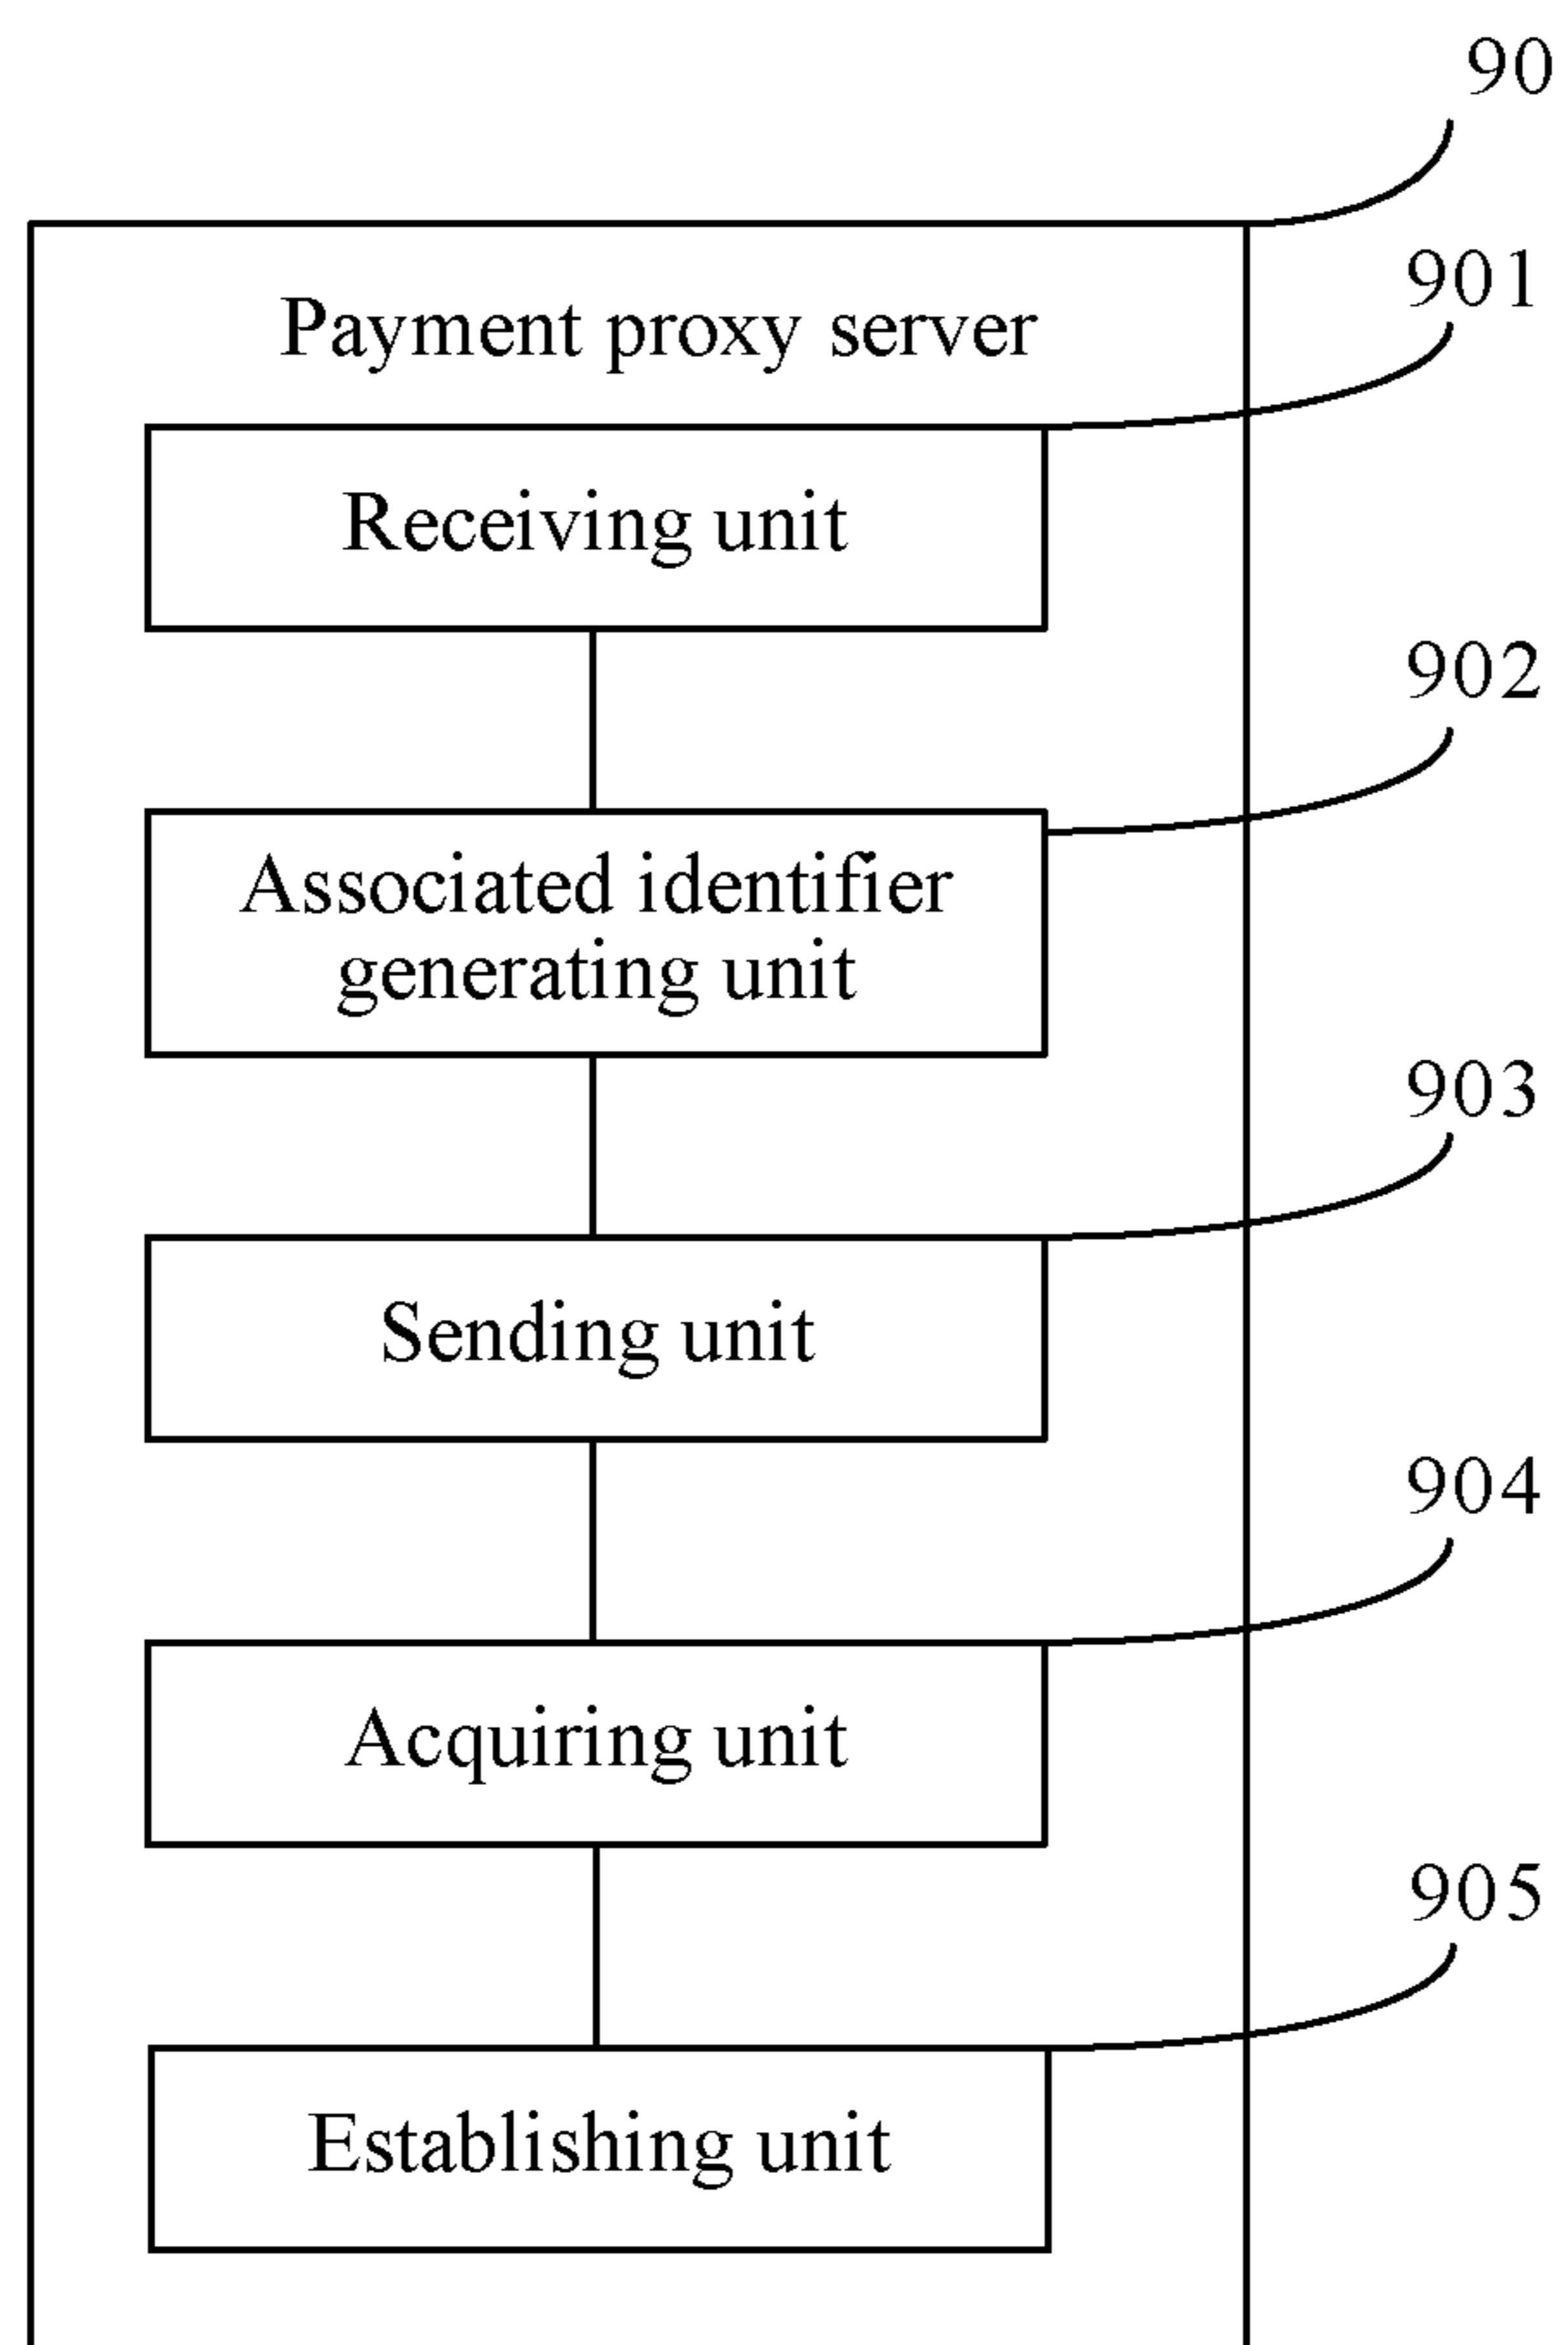 90
Payment proxy server
901
Receiving unit
902
Associated identifier
generating unit
903
Sending unit
904
Acquiring unit
905
Establishing unit